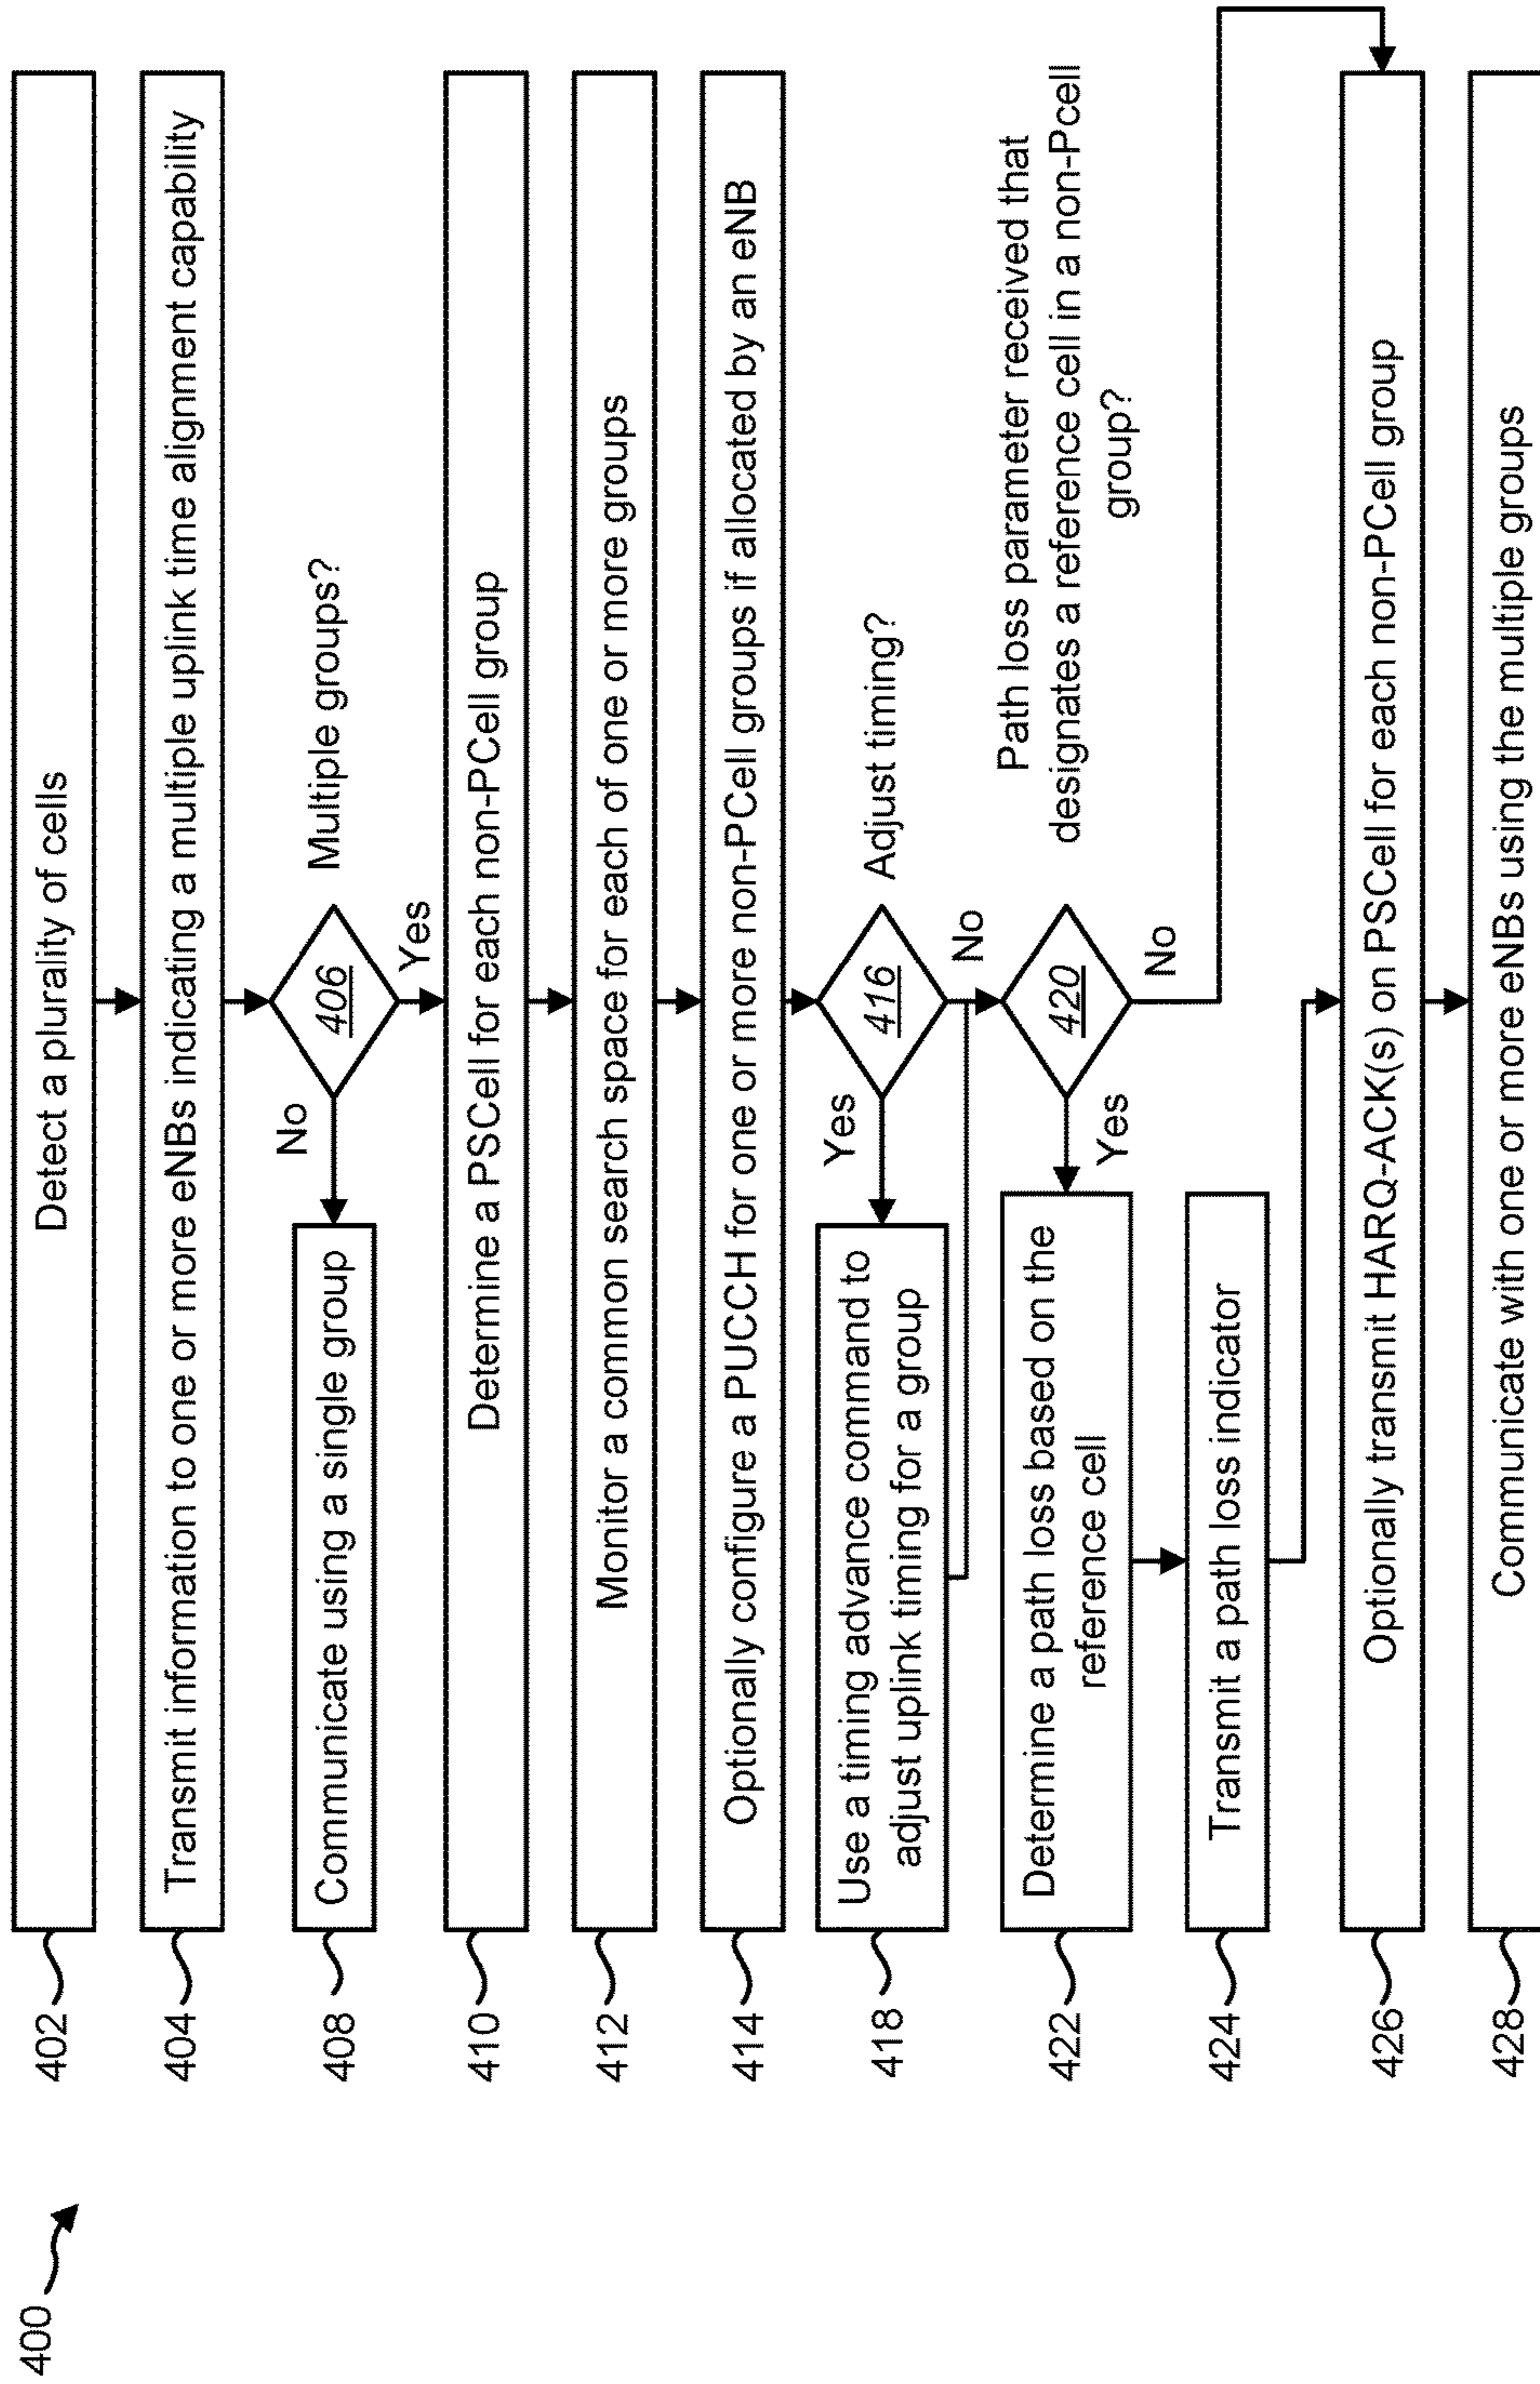 400
402
Detect a plurality of cells
404
Transmit information to one or more eNBs indicating a multiple uplink time alignment capability
406
Multiple groups?
No
Yes
408
Communicate using a single group
410
Determine a PSCell for each non-PCell group
412
Monitor a common search space for each of one or more groups
414
Optionally configure a PUCCH for one or more non-PCell groups if allocated by an eNB
416
Adjust timing?
Yes
No
418
Use a timing advance command to
adjust uplink timing for a group
420
Path loss parameter received that
designates a reference cell in a non-Pcell
group?
Yes
No
422
Determine a path loss based on the
reference cell
424
Transmit a path loss indicator
426
Optionally transmit HARQ-ACK(s) on PSCell for each non-PCell group
428
Communicate with one or more eNBs using the multiple groups